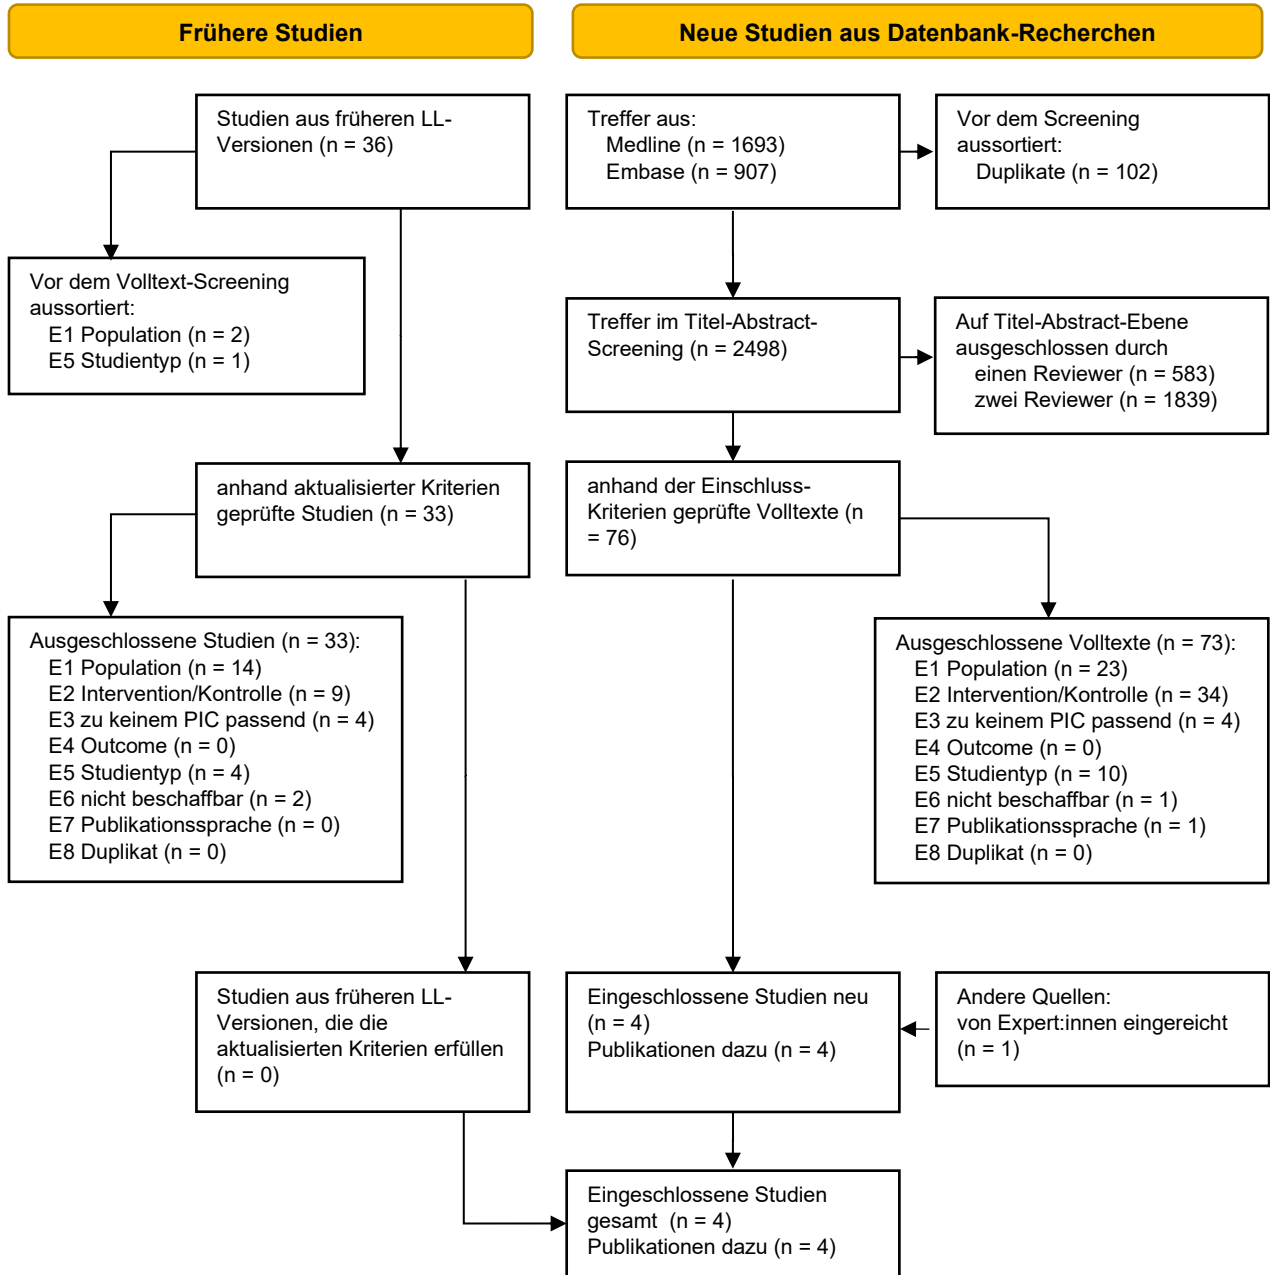 Frühere Studien
Neue Studien aus Datenbank-Recherchen
Studien aus früheren LL-
Versionen (n = 36)
Vor dem Volltext-Screening
aussortiert:
E1 Population (n = 2)
E5 Studientyp (n = 1)
anhand aktualisierter Kriterien
geprüfte Studien (n = 33)
Ausgeschlossene Studien (n = 33):
E1 Population (n = 14)
E2 Intervention/Kontrolle (n = 9)
E3 zu keinem PIC passend (n = 4)
E4 Outcome (n = 0)
E5 Studientyp (n = 4)
E6 nicht beschaffbar (n = 2)
E7 Publikationssprache (n = 0)
E8 Duplikat (n = 0)
Studien aus früheren LL-
Versionen, die die
aktualisierten Kriterien erfüllen
(n = 0)
Treffer aus:
Medline (n = 1693)
Embase (n = 907)
Vor dem Screening
aussortiert:
Duplikate (n = 102)
Treffer im Titel-Abstract-
Screening (n = 2498)
Auf Titel-Abstract-Ebene
ausgeschlossen durch
einen Reviewer (n = 583)
zwei Reviewer (n = 1839)
anhand der Einschluss-
Kriterien geprüfte Volltexte (n
= 76)
Ausgeschlossene Volltexte (n = 73):
E1 Population (n = 23)
E2 Intervention/Kontrolle (n = 34)
E3 zu keinem PIC passend (n = 4)
E4 Outcome (n = 0)
E5 Studientyp (n = 10)
E6 nicht beschaffbar (n = 1)
E7 Publikationssprache (n = 1)
E8 Duplikat (n = 0)
Eingeschlossene Studien neu
(n = 4)
Publikationen dazu (n = 4)
Andere Quellen:
von Expert:innen eingereicht
(n = 1)
Eingeschlossene Studien
gesamt  (n = 4)
Publikationen dazu (n = 4)